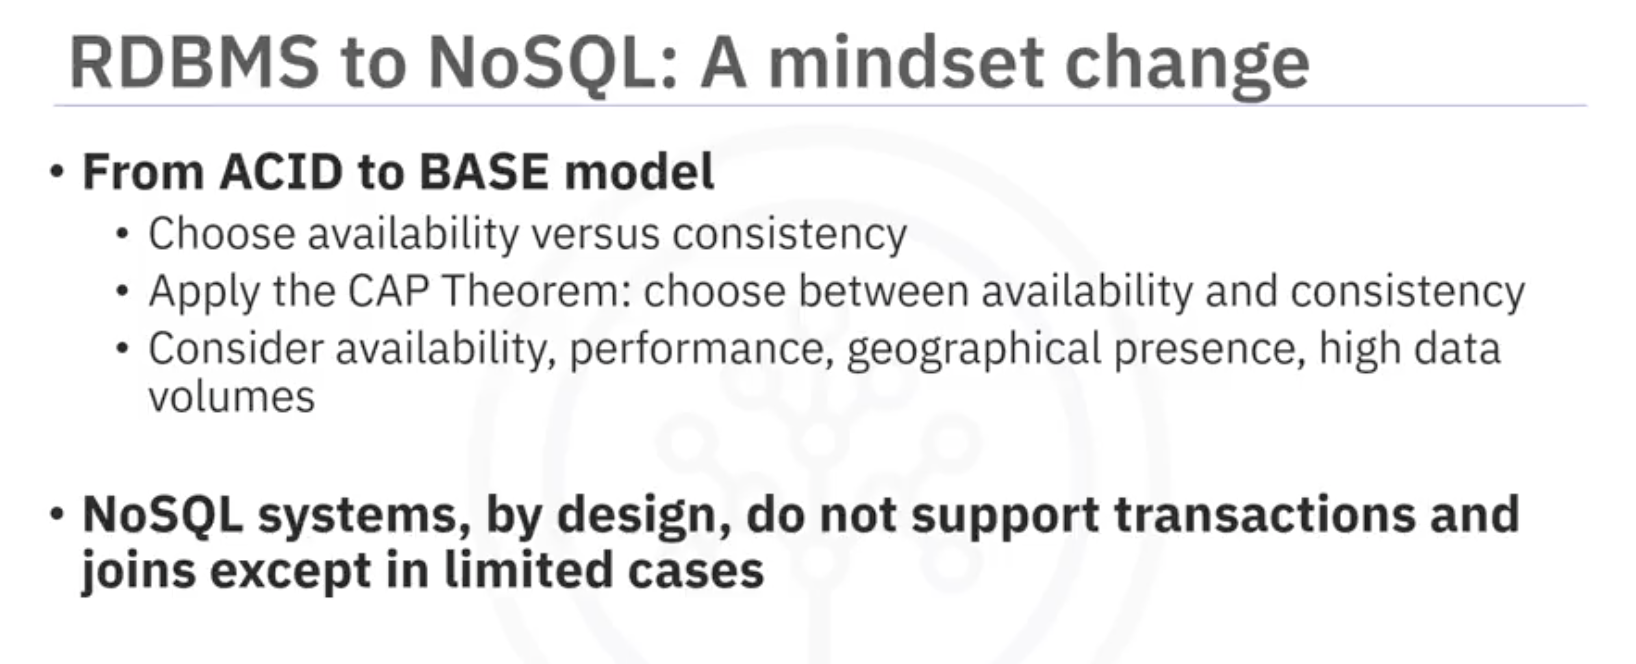 RDBMS to NoSQL: A mindset change
• From ACID to BASE model
• Choose availability versus consistency
• Apply the CAP Theorem: choose between availability and consistency
• Consider availability, performance, geographical presence, high data
volumes
• NoSQL systems, by design, do not support transactions and
joins except in limited cases